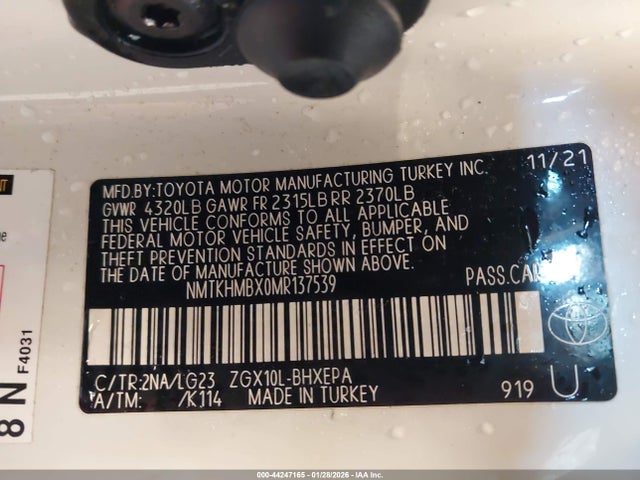 MFD.BY:TOYOTA MOTOR MANUFACTURING TURKEY INC. 11/21
GVWR 4320LB GAWR FR 2315LB RR 2370LB
THIS VEHICLE CONFORMS TO ALL APPLICABLE
FEDERAL MOTOR VEHICLE SAFETY, BUMPER, AND
THEFT PREVENTION STANDARDS IN EFFECT ON
THE DATE OF MANUFACTURE SHOWN ABOVE.
NMTKHMBX0MR137539 PASS.CAR
C/TR:2NA/LG23 ZGX10L-BHXEPA
A/TM: /K114 MADE IN TURKEY 919 U
8 N F4031
000-44247165 - 01/28/2026 - IAA, Inc.